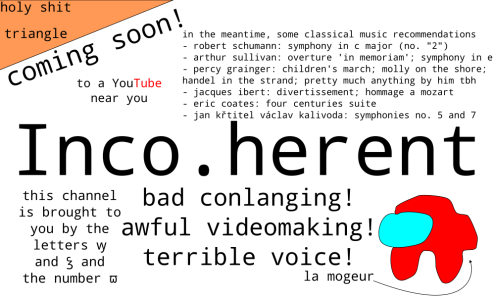 holy shit
triangle
coming soon!
to a YouTube
near you
in the meantime, some classical music recommendations
- robert schumann: symphony in c major (no. "2")
- arthur sullivan: overture 'in memoriam'; symphony in e
- percy grainger: children's march; molly on the shore;
handel in the strand; pretty much anything by him tbh
- jacques ibert: divertissement; hommage a mozart
- eric coates: four centuries suite
- jan křtitel václav kalivoda: symphonies no. 5 and 7
Inco.herent
this channel
is brought to
you by the
letters
and
and
the number
bad conlanging!
awful videomaking!
terrible voice!
la mogeur